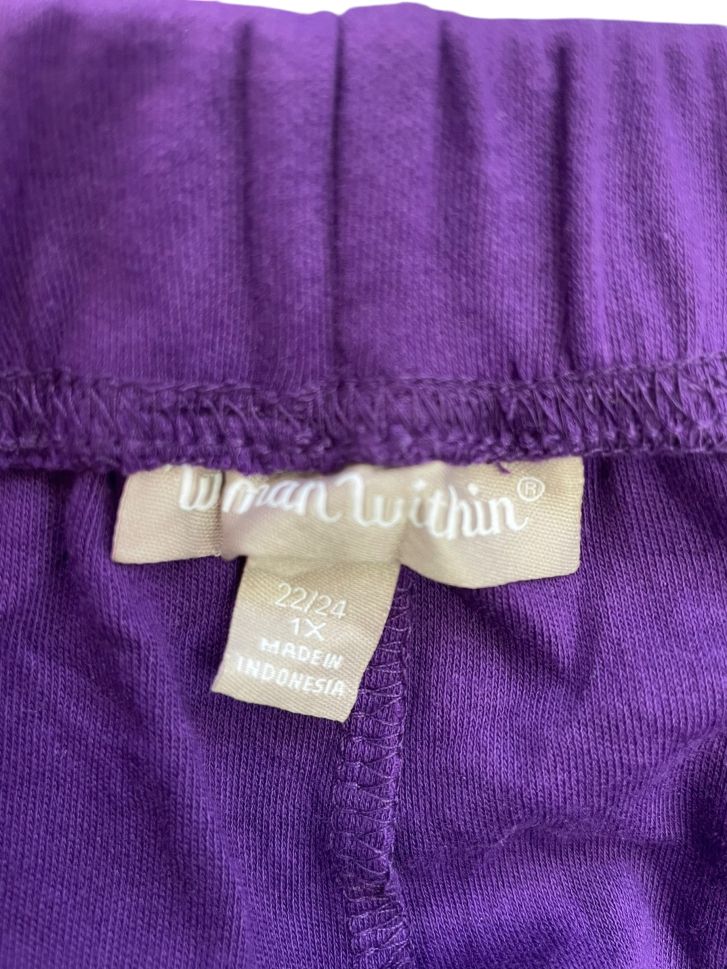 Woman Within®
22/24
1X
MADE IN
INDONESIA